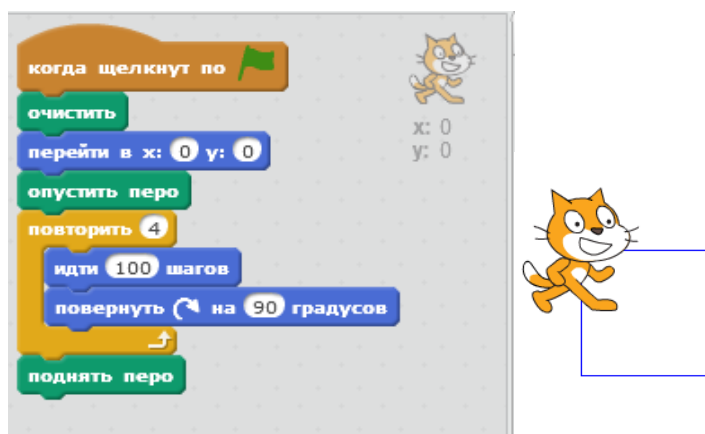 когда щелкнут по
очистить
перейти в x: 0 y: 0
опустить перо
повторить 4
идти 100 шагов
повернуть на 90 градусов
поднять перо
x: 0
y: 0